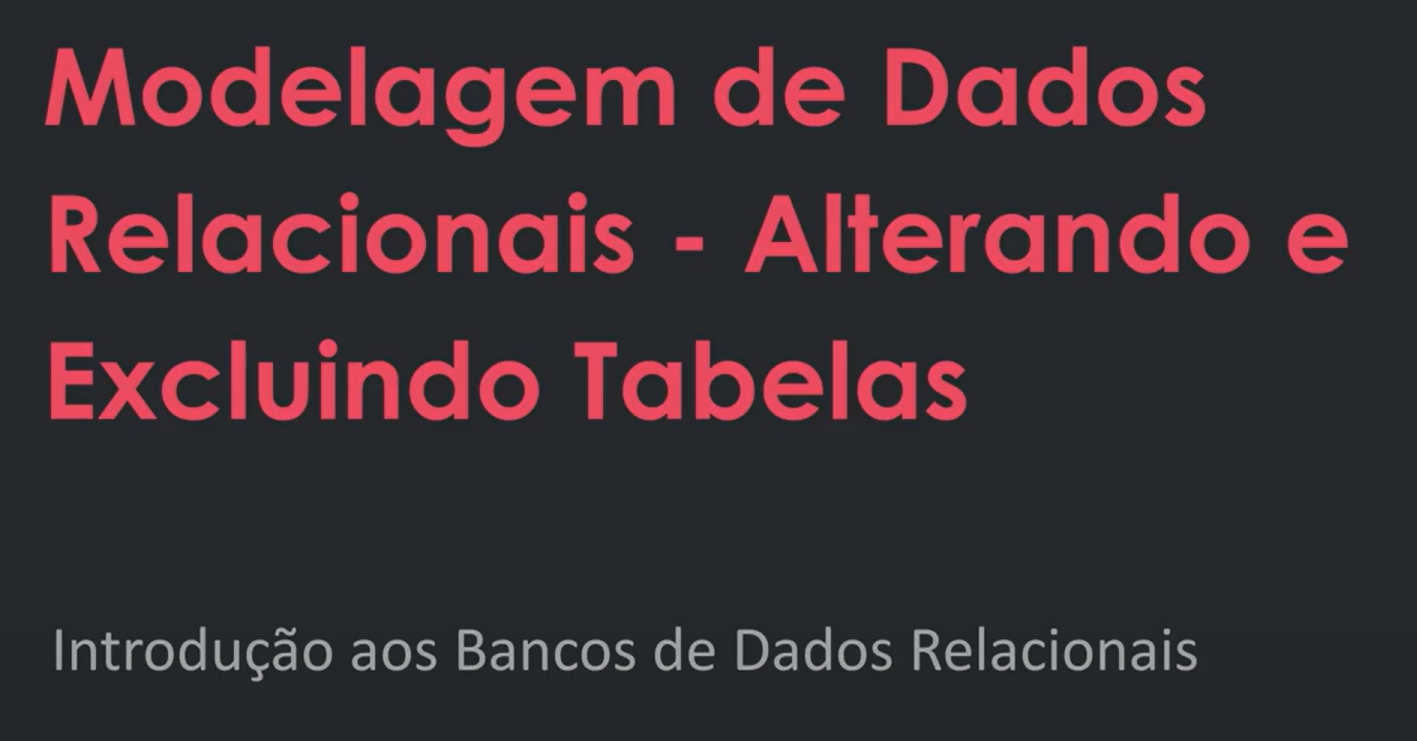 Modelagem de Dados
Relacionais - Alterando e
Excluindo Tabelas
Introdução aos Bancos de Dados Relacionais